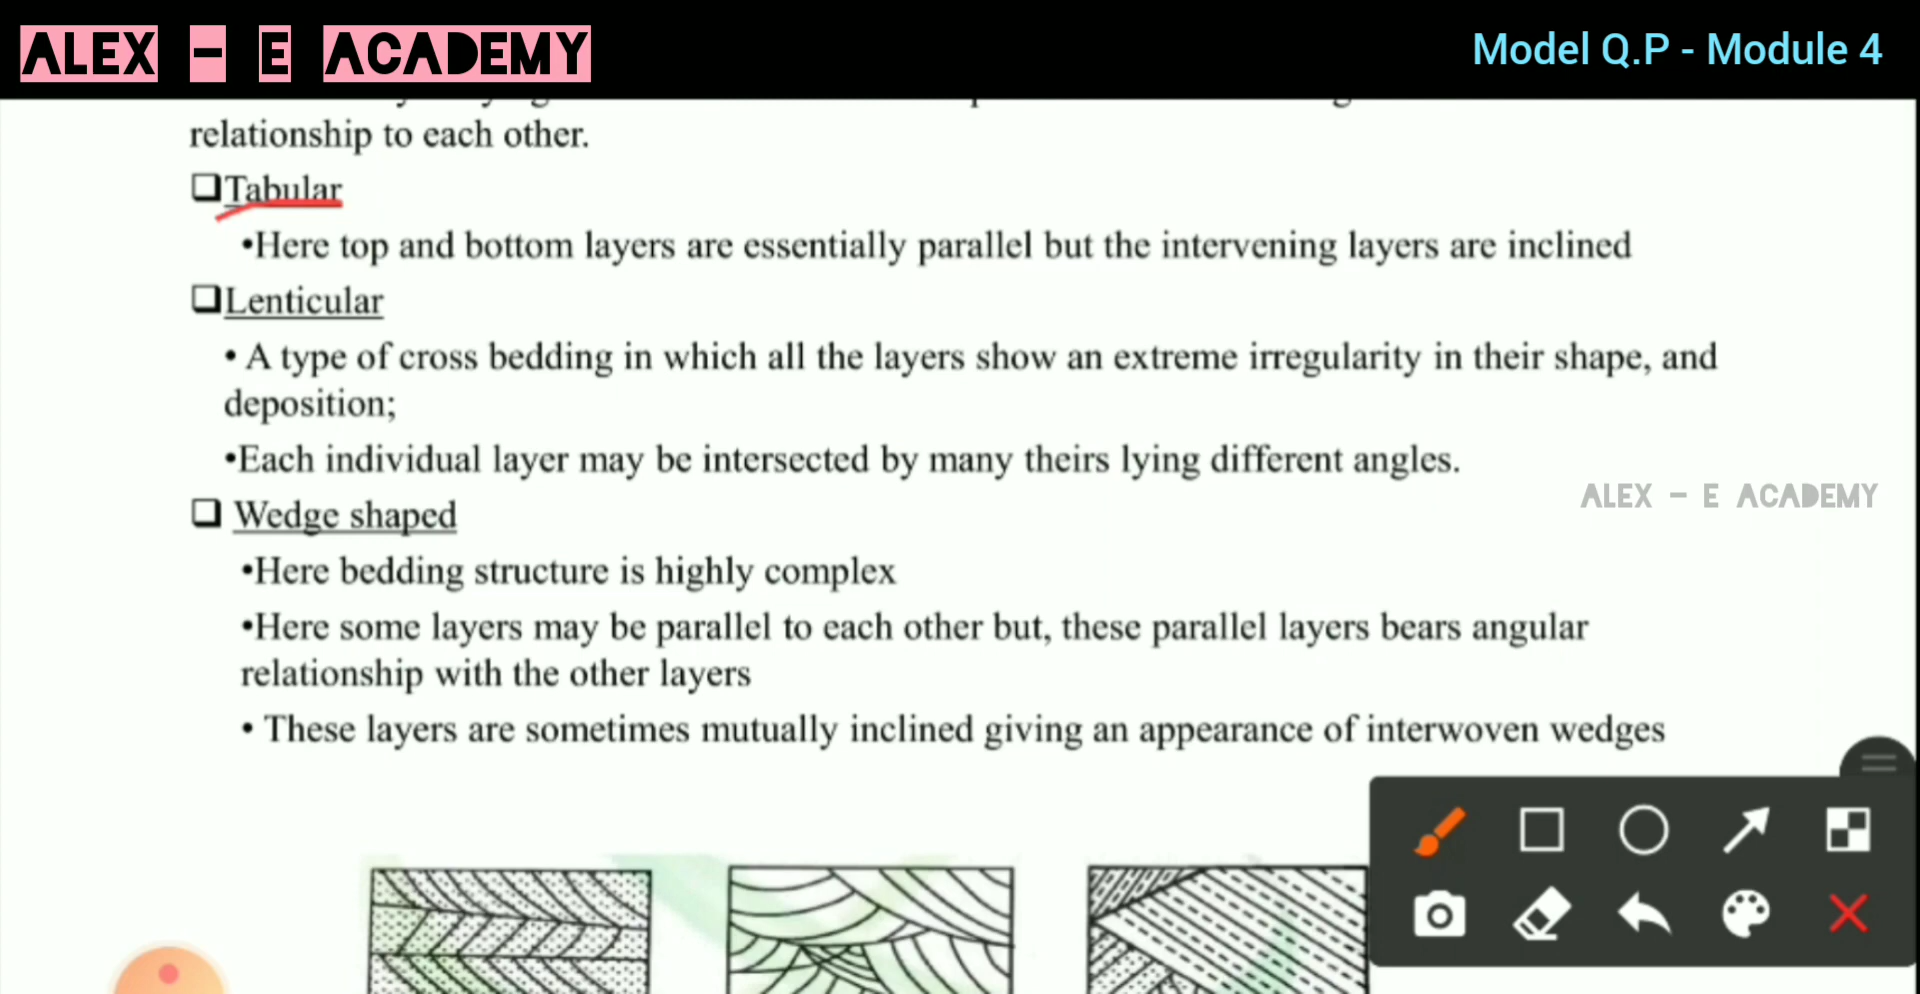 ALEX - E ACADEMY
Model Q.P - Module 4
relationship to each other.
❑Tabular
•Here top and bottom layers are essentially parallel but the intervening layers are inclined
❑Lenticular
• A type of cross bedding in which all the layers show an extreme irregularity in their shape, and
deposition;
•Each individual layer may be intersected by many theirs lying different angles.
ALEX - E ACADEMY
❑ Wedge shaped
•Here bedding structure is highly complex
•Here some layers may be parallel to each other but, these parallel layers bears angular
relationship with the other layers
• These layers are sometimes mutually inclined giving an appearance of interwoven wedges